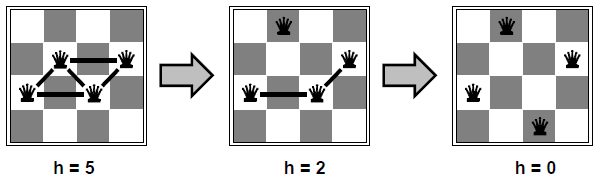 h = 5
h = 2
h = 0